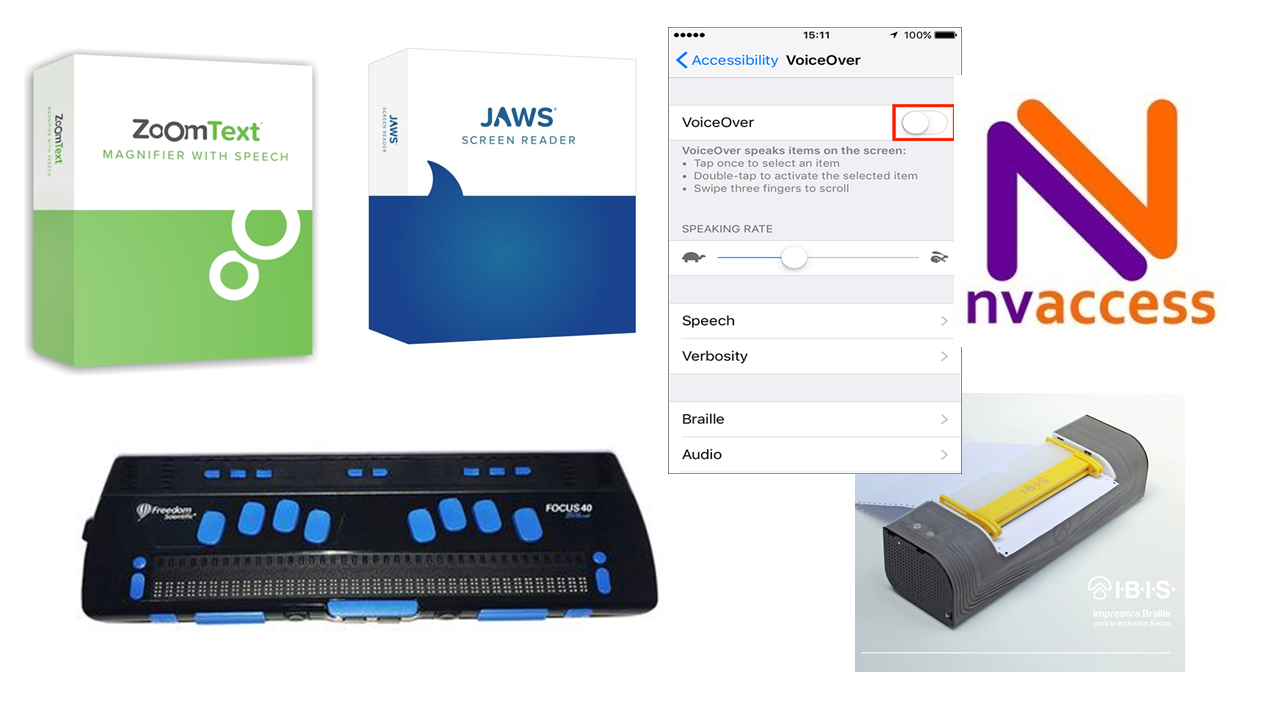 ZoomText
MAGNIFIER WITH SPEECH
ZoomText
MAGNIFIER WITH SPEECH
JAWS
SCREEN READER
JAWS
SCREEN READER
15:11
100%
Accessibility VoiceOver
VoiceOver
VoiceOver speaks items on the screen:
• Tap once to select an item
• Double-tap to activate the selected item
• Swipe three fingers to scroll
SPEAKING RATE
Speech
Verbosity
Braille
Audio
nvaccess
Freedom
Scientific
FOCUS 40
I·B·I·S
I·B·I·S·
Impresora Braille
para la Inclusión Social